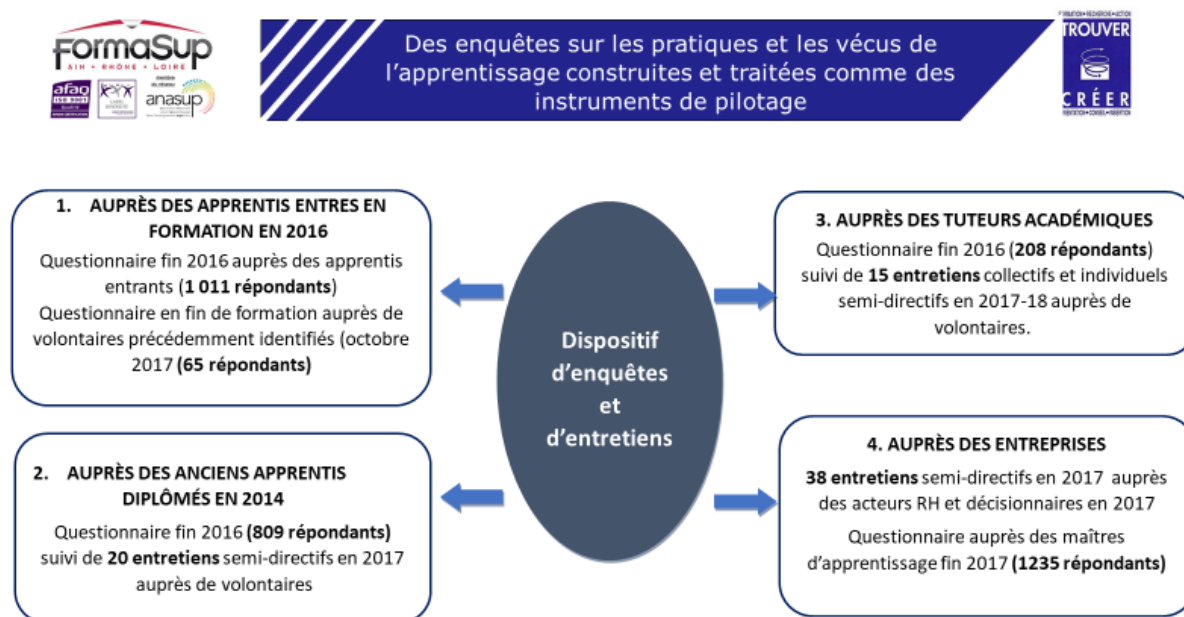 FormaSup
AIN • RHÔNE • LOIRE
afaq
ISO 9001
Qualité
membre
du réseau
anasup
Des enquêtes sur les pratiques et les vécus de
l'apprentissage construites et traitées comme des
instruments de pilotage
TROUVER
CRÉER
1. AUPRÈS DES APPRENTIS ENTRES EN
FORMATION EN 2016
Questionnaire fin 2016 auprès des apprentis
entrants (1 011 répondants)
Questionnaire en fin de formation auprès de
volontaires précédemment identifiés (octobre
2017 (65 répondants)
2. AUPRÈS DES ANCIENS APPRENTIS
DIPLÔMÉS EN 2014
Questionnaire fin 2016 (809 répondants)
suivi de 20 entretiens semi-directifs en 2017
auprès de volontaires
Dispositif
d'enquêtes
et
d'entretiens
3. AUPRÈS DES TUTEURS ACADÉMIQUES
Questionnaire fin 2016 (208 répondants)
suivi de 15 entretiens collectifs et individuels
semi-directifs en 2017-18 auprès de
volontaires.
4. AUPRÈS DES ENTREPRISES
38 entretiens semi-directifs en 2017 auprès
des acteurs RH et décisionnaires en 2017
Questionnaire auprès des maîtres
d'apprentissage fin 2017 (1235 répondants)